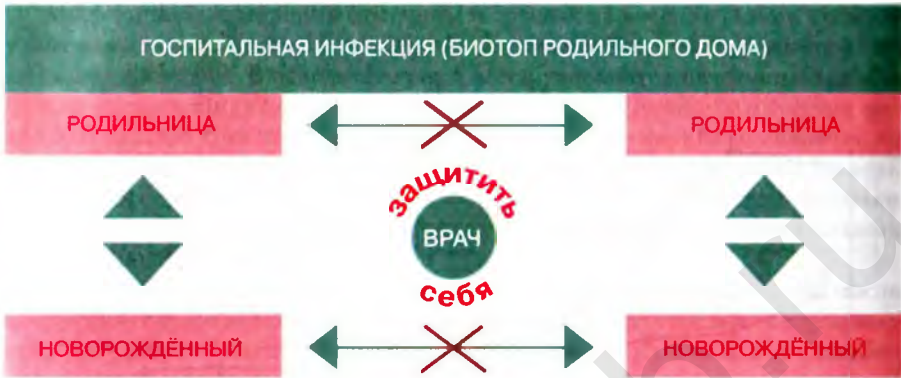 ГОСПИТАЛЬНАЯ ИНФЕКЦИЯ (БИОТОП РОДИЛЬНОГО ДОМА)
РОДИЛЬНИЦА
РОДИЛЬНИЦА
защитить
ВРАЧ
себя
НОВОРОЖДЁННЫЙ
НОВОРОЖДЁННЫЙ